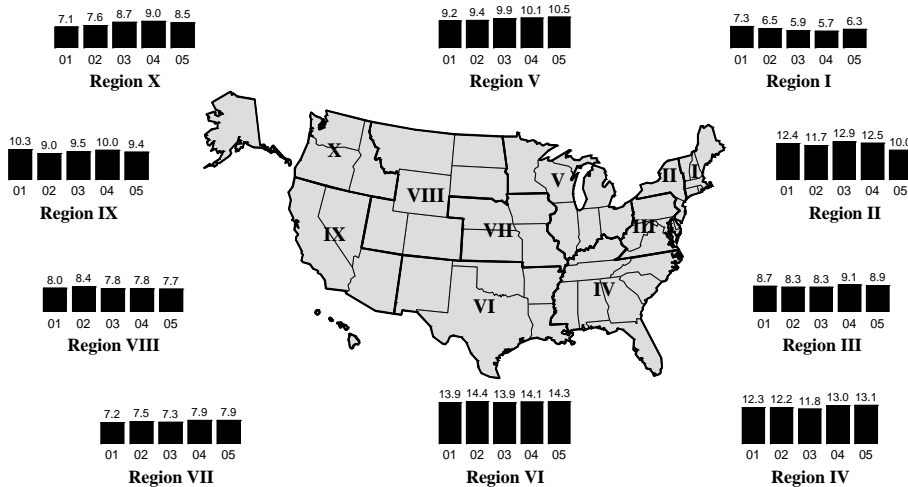 7.1 7.6 8.7 9.0 8.5
01 02 03 04 05
Region X
9.2 9.4 9.9 10.1 10.5
01 02 03 04 05
Region V
7.3 6.5 5.9 5.7 6.3
01 02 03 04 05
Region I
10.3 9.0 9.5 10.0 9.4
01 02 03 04 05
Region IX
12.4 11.7 12.9 12.5 10.0
01 02 03 04 05
Region II
X
VIII
V
II
I
IX
VII
III
VI
IV
8.0 8.4 7.8 7.8 7.7
01 02 03 04 05
Region VIII
8.7 8.3 8.3 9.1 8.9
01 02 03 04 05
Region III
7.2 7.5 7.3 7.9 7.9
01 02 03 04 05
Region VII
13.9 14.4 13.9 14.1 14.3
01 02 03 04 05
Region VI
12.3 12.2 11.8 13.0 13.1
01 02 03 04 05
Region IV